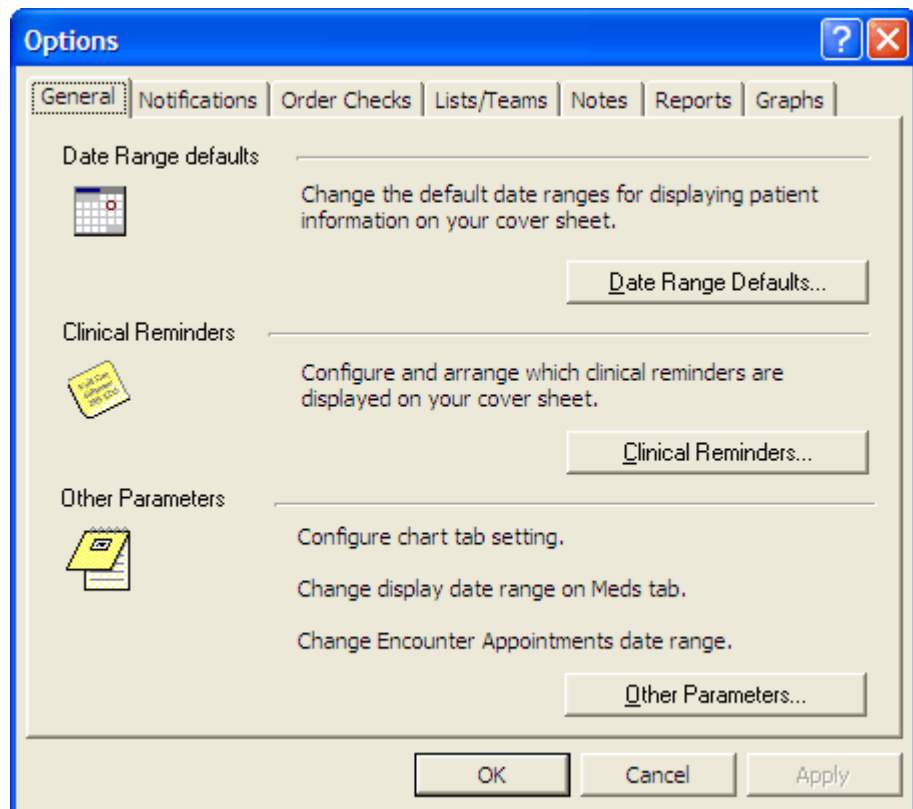 Options
General Notifications Order Checks Lists/Teams Notes Reports Graphs
Date Range defaults
Change the default date ranges for displaying patient
information on your cover sheet.
Date Range Defaults...
Clinical Reminders
Configure and arrange which clinical reminders are
displayed on your cover sheet.
Clinical Reminders...
Other Parameters
Configure chart tab setting.
Change display date range on Meds tab.
Change Encounter Appointments date range.
Other Parameters...
OK Cancel Apply